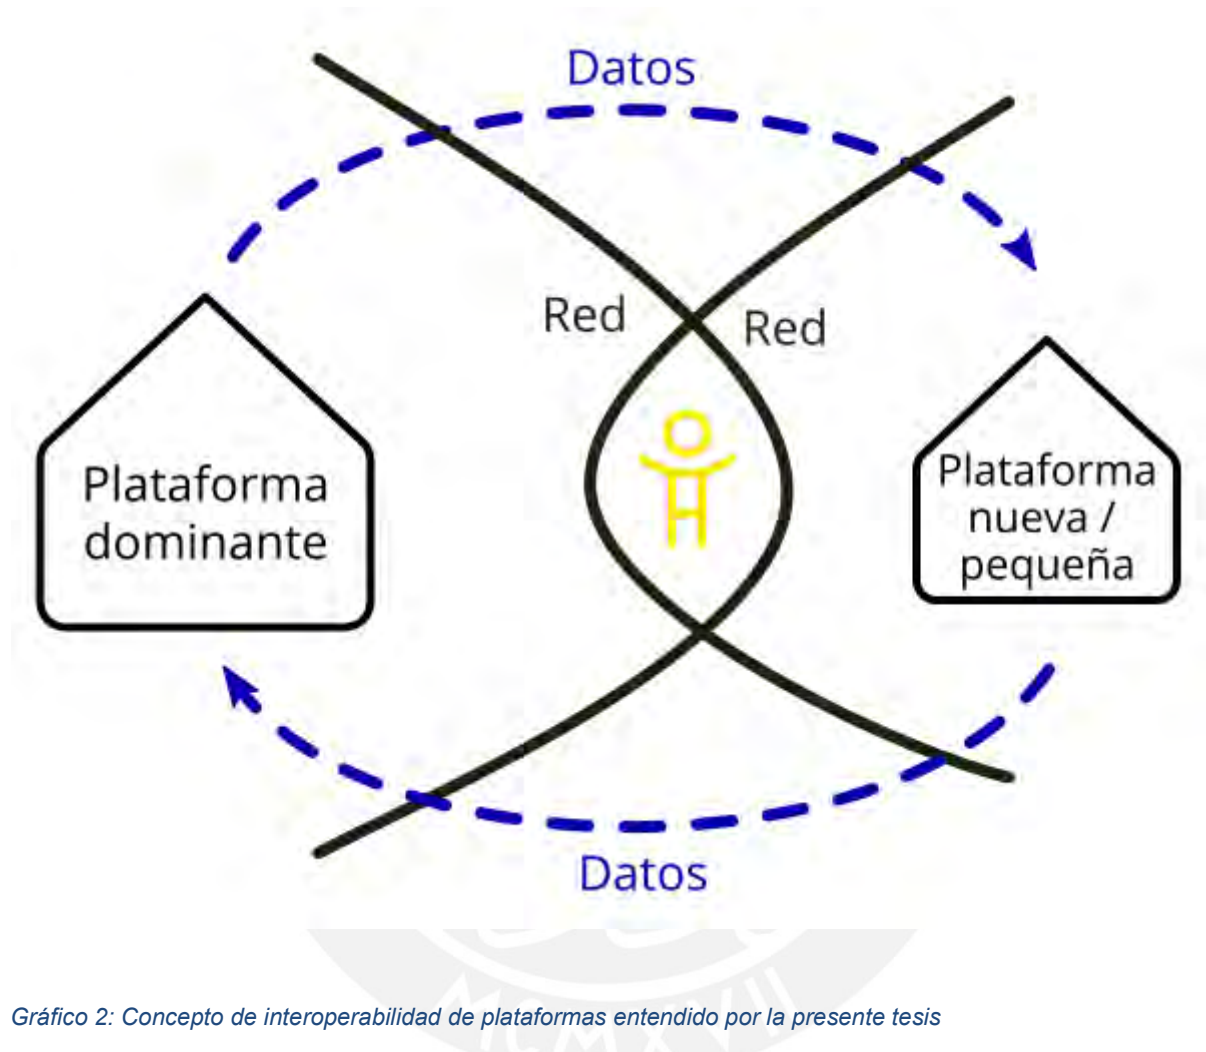 Datos
Red
Red
Plataforma
dominante
Plataforma
nueva /
pequeña
Datos
MCMXVII
Gráfico 2: Concepto de interoperabilidad de plataformas entendido por la presente tesis